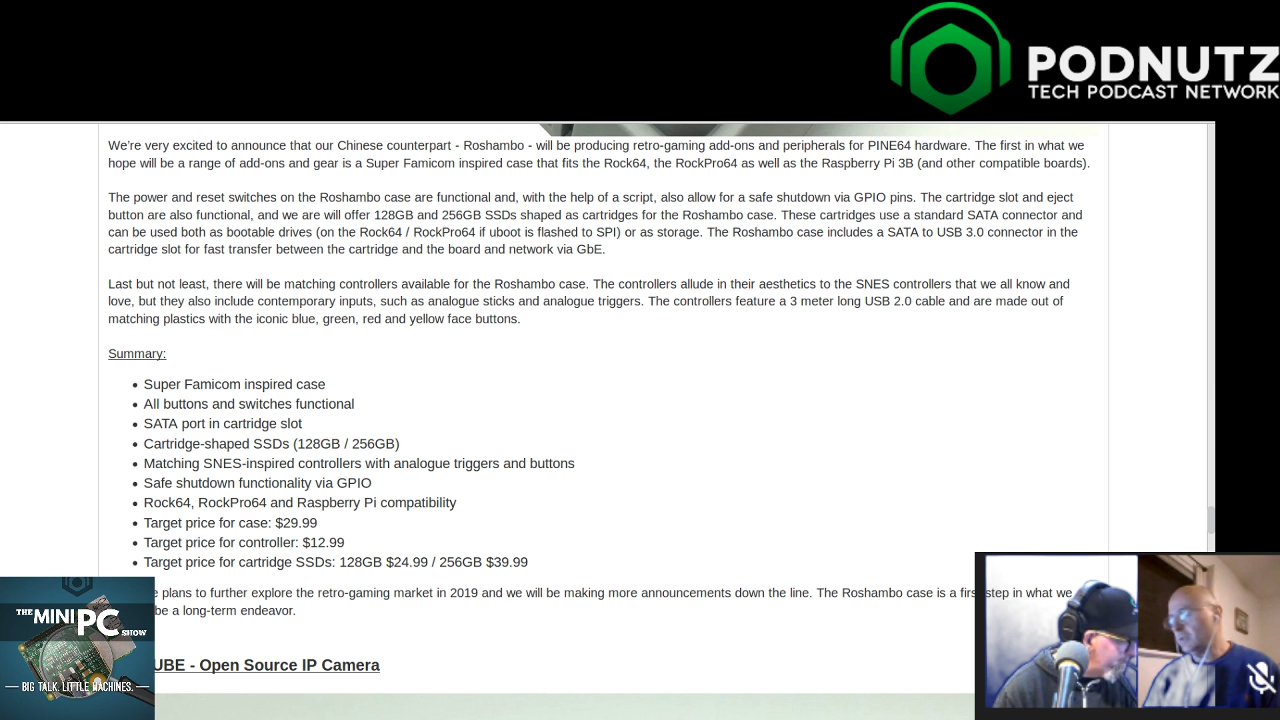 PODNUTZ
TECH PODCAST NETWORK
We're very excited to announce that our Chinese counterpart - Roshambo - will be producing retro-gaming add-ons and peripherals for PINE64 hardware. The first in what we
hope will be a range of add-ons and gear is a Super Famicom inspired case that fits the Rock64, the RockPro64 as well as the Raspberry Pi 3B (and other compatible boards).
The power and reset switches on the Roshambo case are functional and, with the help of a script, also allow for a safe shutdown via GPIO pins. The cartridge slot and eject
button are also functional, and we are will offer 128GB and 256GB SSDs shaped as cartridges for the Roshambo case. These cartridges use a standard SATA connector and
can be used both as bootable drives (on the Rock64 / RockPro64 if uboot is flashed to SPI) or as storage. The Roshambo case includes a SATA to USB 3.0 connector in the
cartridge slot for fast transfer between the cartridge and the board and network via GbE.
Last but not least, there will be matching controllers available for the Roshambo case. The controllers allude in their aesthetics to the SNES controllers that we all know and
love, but they also include contemporary inputs, such as analogue sticks and analogue triggers. The controllers feature a 3 meter long USB 2.0 cable and are made out of
matching plastics with the iconic blue, green, red and yellow face buttons.
Summary:
• Super Famicom inspired case
• All buttons and switches functional
• SATA port in cartridge slot
• Cartridge-shaped SSDs (128GB / 256GB)
• Matching SNES-inspired controllers with analogue triggers and buttons
• Safe shutdown functionality via GPIO
• Rock64, RockPro64 and Raspberry Pi compatibility
• Target price for case: $29.99
• Target price for controller: $12.99
• Target price for cartridge SSDs: 128GB $24.99 / 256GB $39.99
plans to further explore the retro-gaming market in 2019 and we will be making more announcements down the line. The Roshambo case is a first step in what we
be a long-term endeavor.
UBE - Open Source IP Camera
THE MINI PC SHOW
BIG TALK. LITTLE MACHINES.